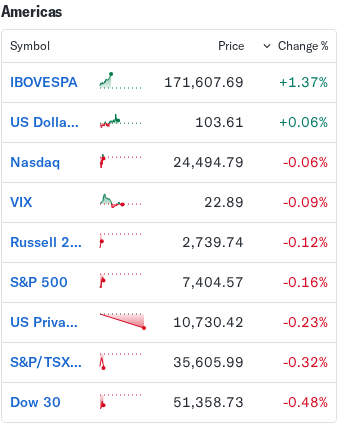 Americas
Symbol Price Change %
IBOVESPA 171,607.69 +1.37%
US Dolla... 103.61 +0.06%
Nasdaq 24,494.79 -0.06%
VIX 22.89 -0.09%
Russell 2... 2,739.74 -0.12%
S&P 500 7,404.57 -0.16%
US Priva... 10,730.42 -0.23%
S&P/TSX... 35,605.99 -0.32%
Dow 30 51,358.73 -0.48%